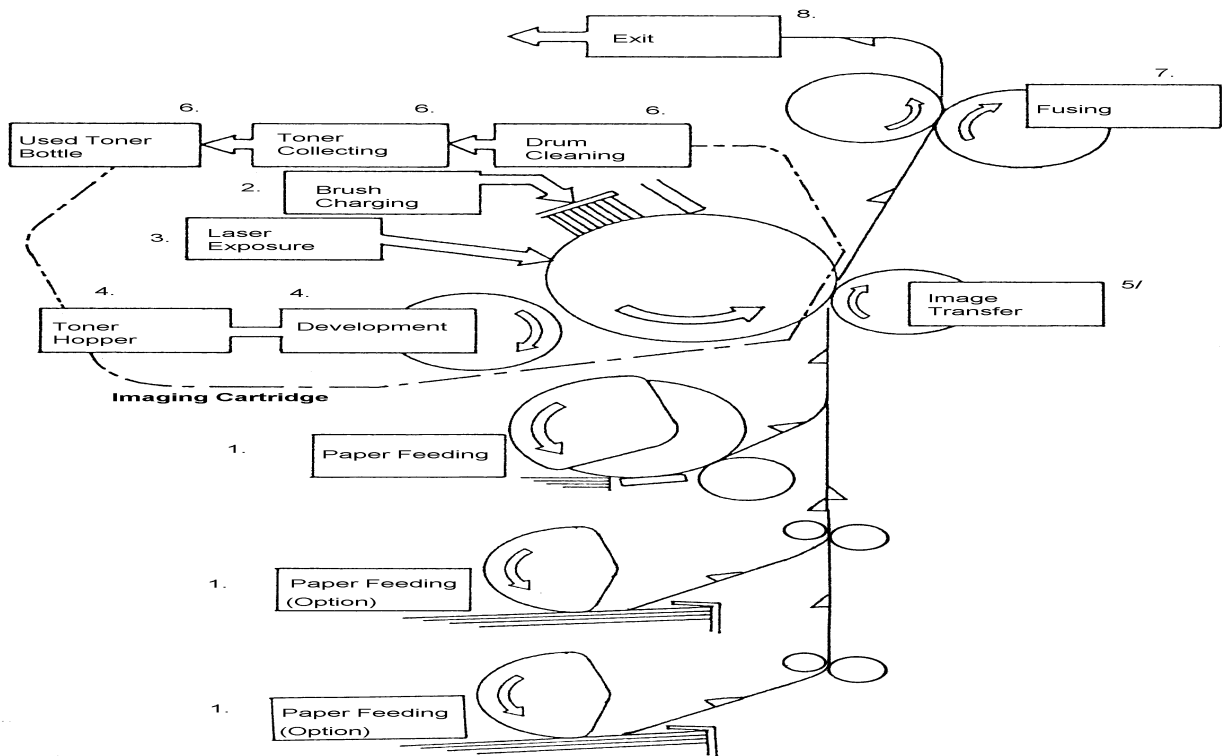 8.
Exit
7.
Fusing
6.
6.
6.
Used Toner
Bottle
Toner
Collecting
Drum
Cleaning
2.
Brush
Charging
3.
Laser
Exposure
4.
4.
Toner
Hopper
Development
Image
Transfer
5/
Imaging Cartridge
1.
Paper Feeding
1.
Paper Feeding
(Option)
1.
Paper Feeding
(Option)